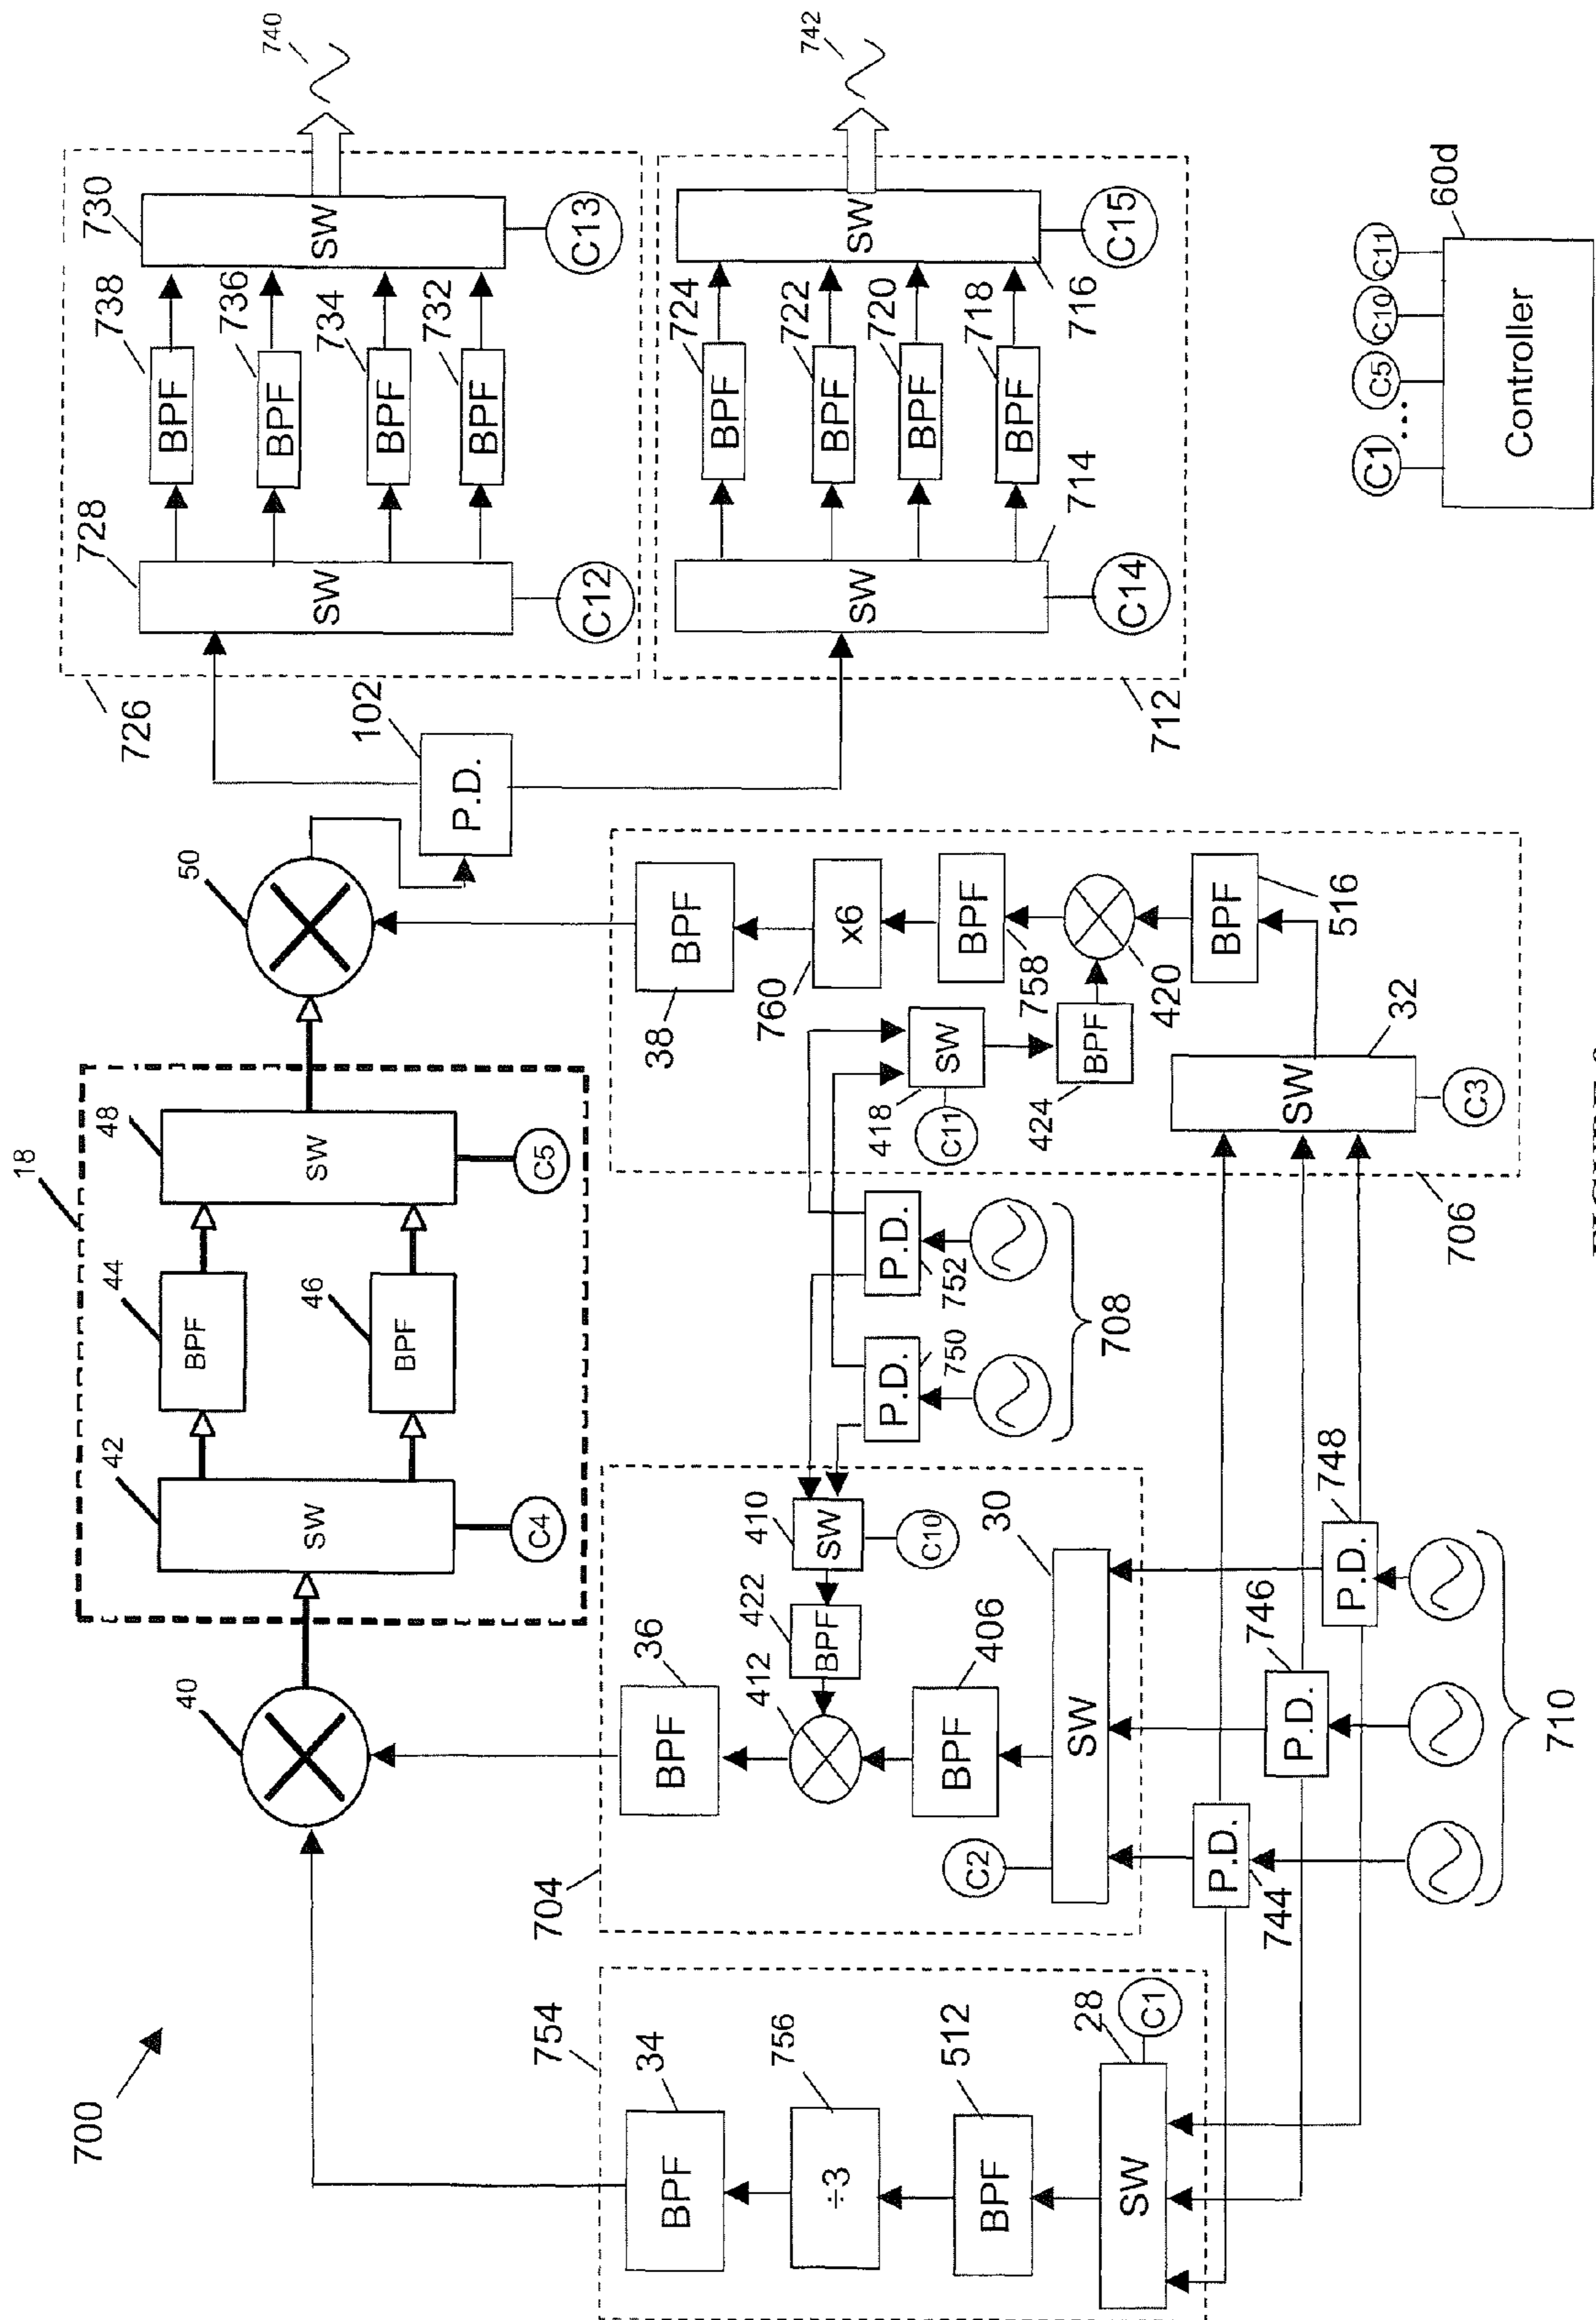 700
40
18
42
SW
C4
44
BPF
46
BPF
48
SW
C5
50
102
P.D.
726
728
SW
C12
738
BPF
736
BPF
734
BPF
732
BPF
730
SW
C13
740
712
714
SW
C14
724
BPF
722
BPF
720
BPF
718
BPF
716
SW
C15
742
754
34
BPF
756
÷3
512
BPF
28
SW
C1
704
36
BPF
412
422
BPF
410
SW
C10
406
BPF
30
SW
C2
P.D.
750
P.D.
752
708
706
38
BPF
760
x6
758
BPF
418
SW
C11
424
BPF
420
516
BPF
32
SW
C3
744
P.D.
746
P.D.
748
P.D.
710
C1
...
C5
C10
C11
60d
Controller